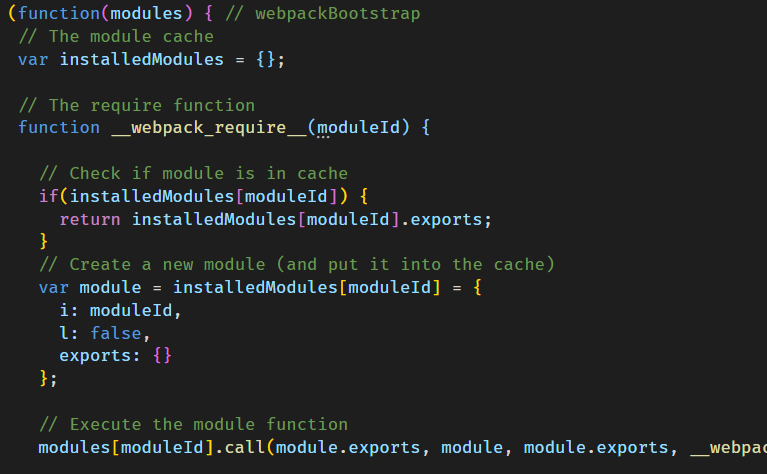 (function(modules) { // webpackBootstrap
// The module cache
var installedModules = {};
// The require function
function __webpack_require__(moduleId) {
// Check if module is in cache
if(installedModules[moduleId]) {
return installedModules[moduleId].exports;
}
// Create a new module (and put it into the cache)
var module = installedModules[moduleId] = {
i: moduleId,
l: false,
exports: {}
};
// Execute the module function
modules[moduleId].call(module.exports, module, module.exports, __webpac